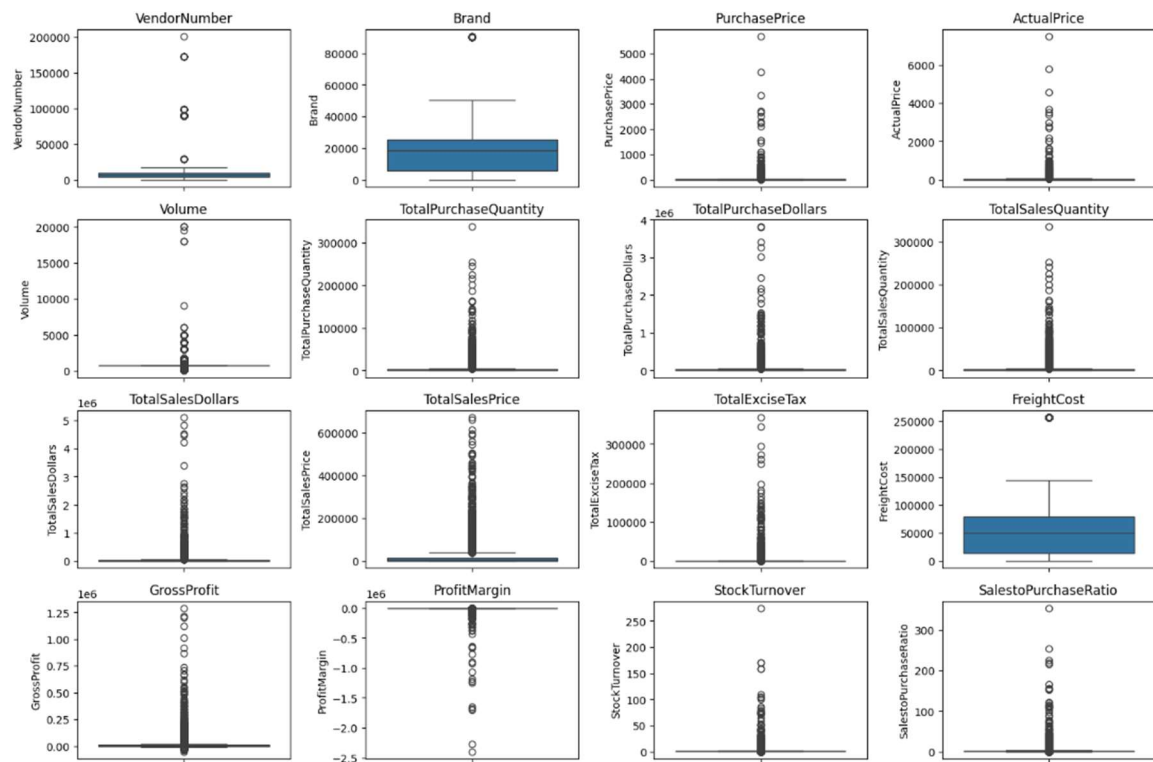 VendorNumber
Brand
PurchasePrice
ActualPrice
200000
150000
100000
50000
0
VendorNumber
80000
60000
40000
20000
0
Brand
5000
4000
3000
2000
1000
0
PurchasePrice
6000
4000
2000
0
ActualPrice
Volume
TotalPurchaseQuantity
TotalPurchaseDollars
TotalSalesQuantity
20000
15000
10000
5000
0
Volume
300000
200000
100000
0
TotalPurchaseQuantity
1e6
4
3
2
1
0
TotalPurchaseDollars
300000
200000
100000
0
TotalSalesQuantity
TotalSalesDollars
TotalSalesPrice
TotalExciseTax
FreightCost
1e6
5
4
3
2
1
0
TotalSalesDollars
600000
400000
200000
0
TotalSalesPrice
300000
200000
100000
0
TotalExciseTax
250000
200000
150000
100000
50000
0
FreightCost
GrossProfit
ProfitMargin
StockTurnover
SalestoPurchaseRatio
1e6
1.25
1.00
0.75
0.50
0.25
0.00
GrossProfit
1e6
0.0
−0.5
−1.0
−1.5
−2.0
−2.5
ProfitMargin
250
200
150
100
50
0
StockTurnover
300
200
100
0
SalestoPurchaseRatio